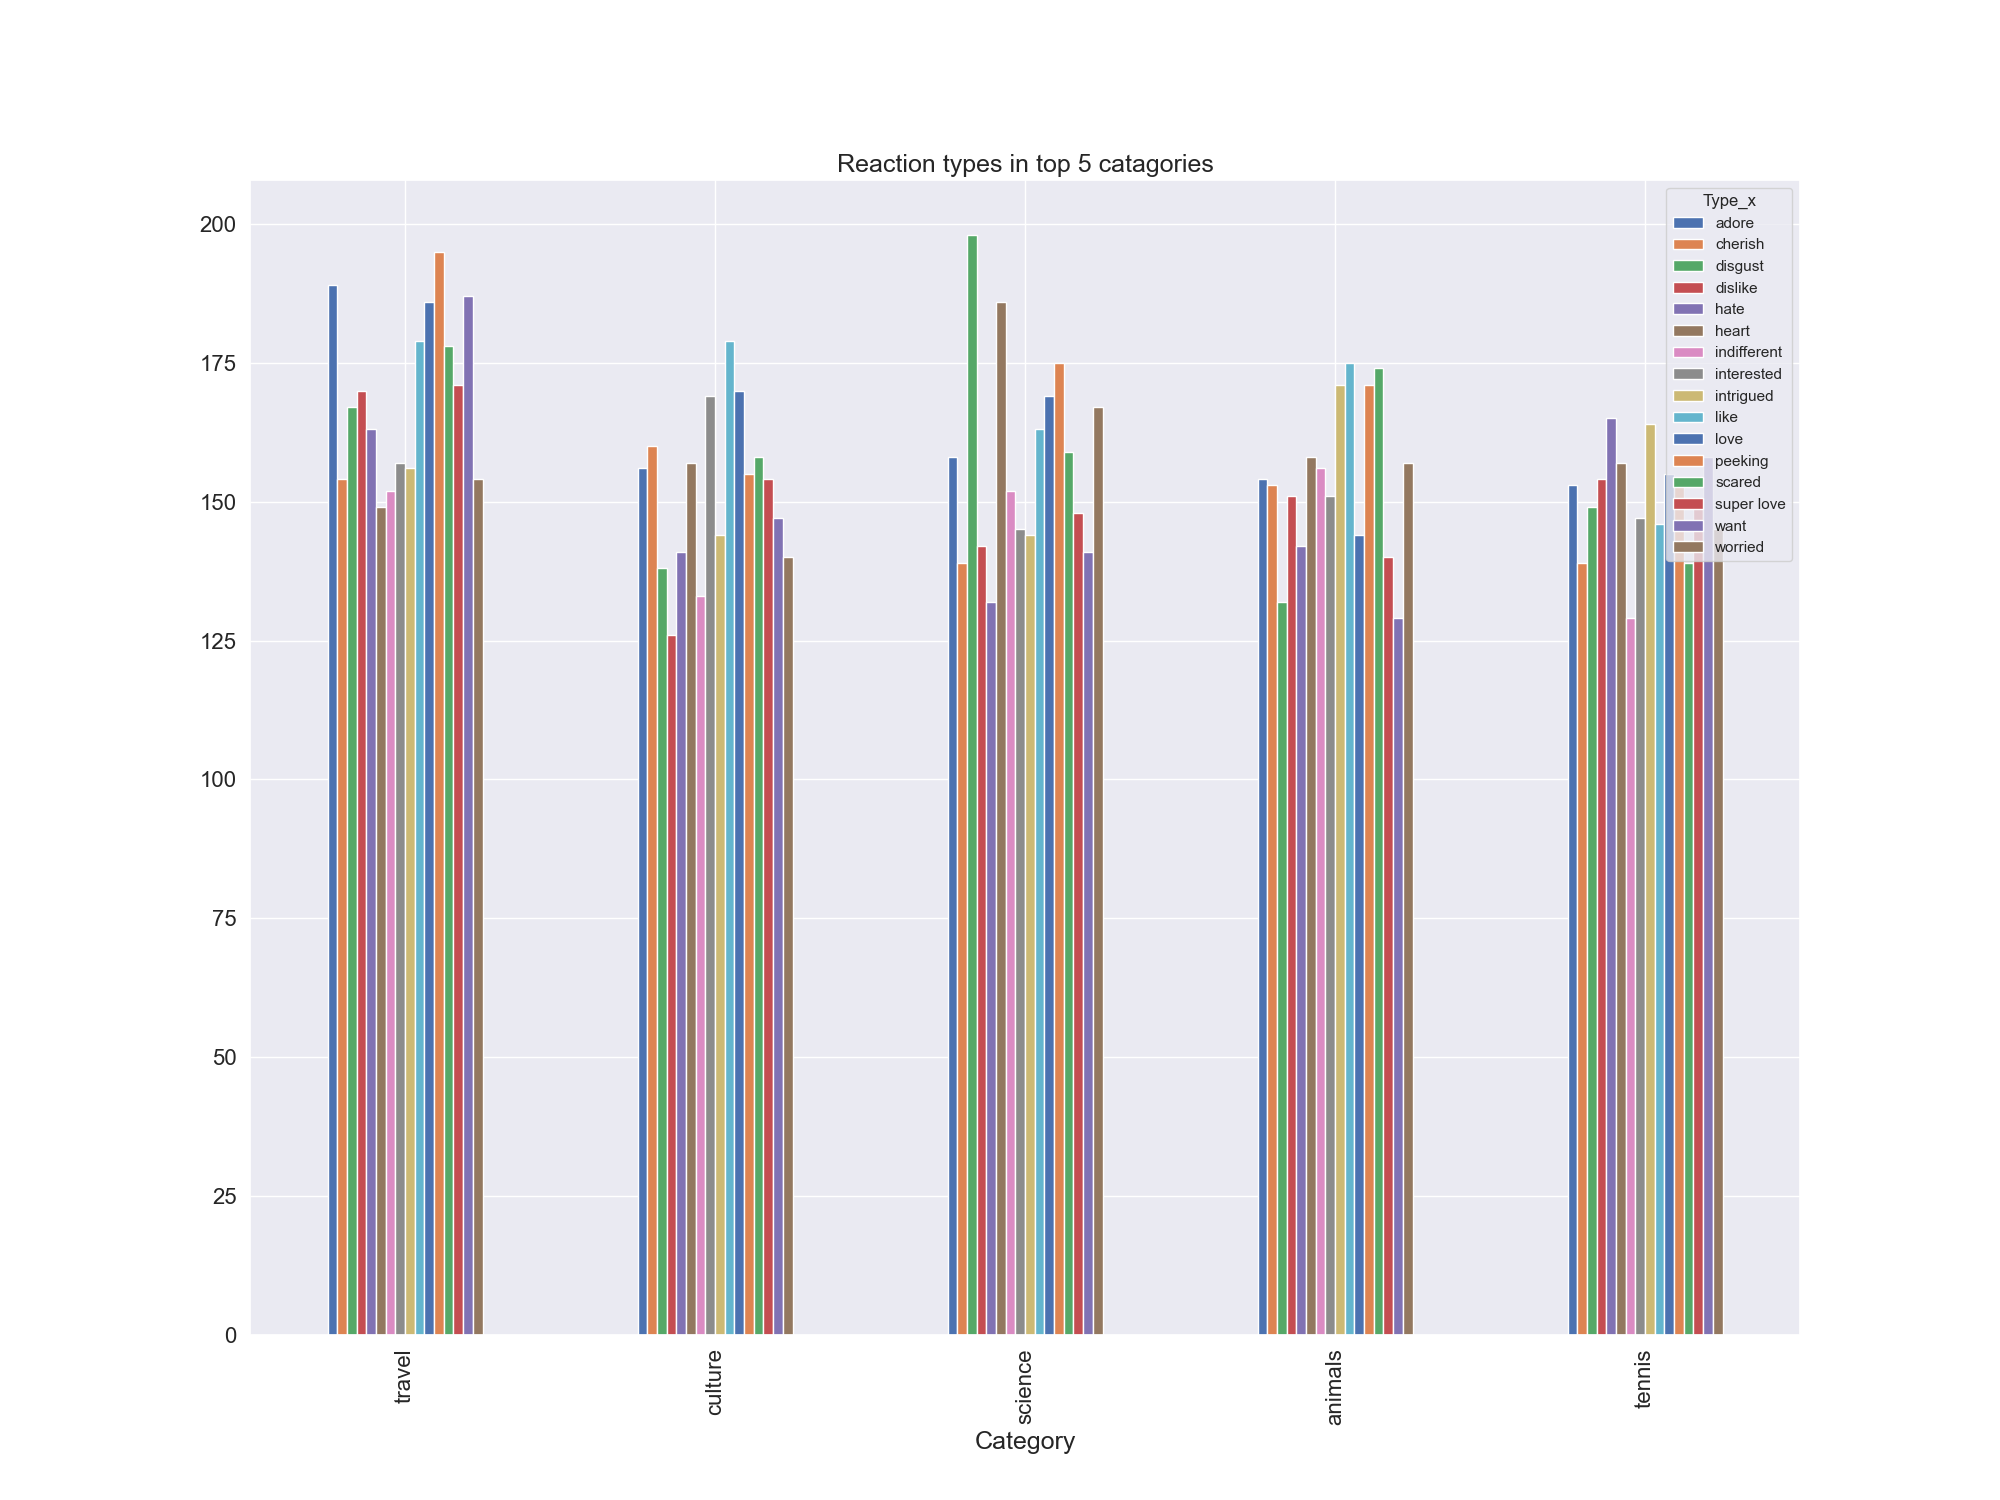 Reaction types in top 5 catagories
200
175
150
125
100
75
50
25
0
Type_x
adore
cherish
disgust
dislike
hate
heart
indifferent
interested
intrigued
like
love
peeking
scared
super love
want
worried
travel
culture
science
animals
tennis
Category